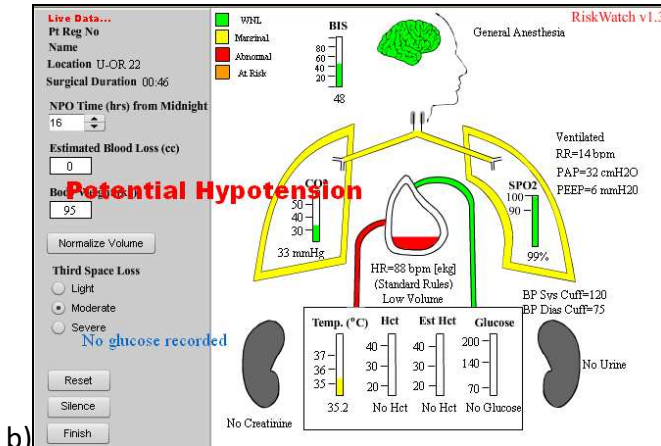 Live Data...
Pt Reg No
Name
Location U-OR 22
Surgical Duration 00:46
NPO Time (hrs) from Midnight
16
Estimated Blood Loss (cc)
0
Potential Hypotension
95
Normalize Volume
Third Space Loss
Light
Moderate
Severe
No glucose recorded
Reset
Silence
Finish
b)
WNL
Marginal
Abnormal
At Risk
BIS
80
60
40
20
48
General Anesthesia
RiskWatch v1.3
CO2
50
40
30
33 mmHg
SPO2
100
90
99%
Ventilated
RR=14 bpm
PAP=32 cmH2O
PEEP=6 mmH20
HR=88 bpm [ekg]
(Standard Rules)
Low Volume
BP Sys Cuff=120
BP Dias Cuff=75
Temp. (°C)
37
36
35
35.2
Hct
40
30
20
No Hct
Est Hct
40
30
20
No Hct
Glucose
200
140
70
No Glucose
No Creatinine
No Urine